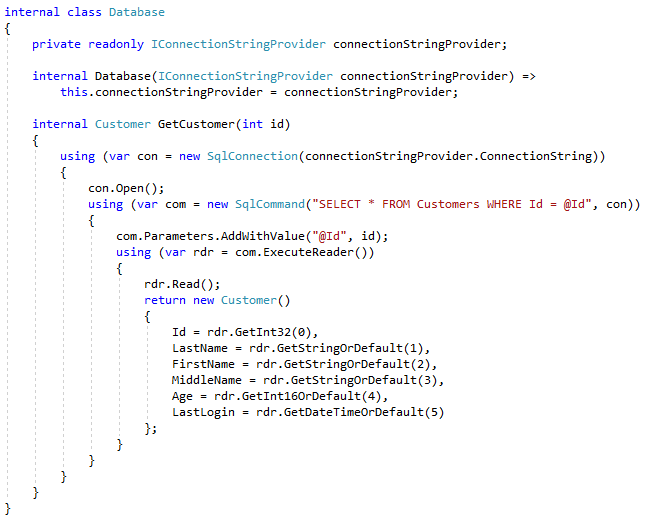 internal class Database
{
    private readonly IConnectionStringProvider connectionStringProvider;

    internal Database(IConnectionStringProvider connectionStringProvider) =>
        this.connectionStringProvider = connectionStringProvider;

    internal Customer GetCustomer(int id)
    {
        using (var con = new SqlConnection(connectionStringProvider.ConnectionString))
        {
            con.Open();
            using (var com = new SqlCommand("SELECT * FROM Customers WHERE Id = @Id", con))
            {
                com.Parameters.AddWithValue("@Id", id);
                using (var rdr = com.ExecuteReader())
                {
                    rdr.Read();
                    return new Customer()
                    {
                        Id = rdr.GetInt32(0),
                        LastName = rdr.GetStringOrDefault(1),
                        FirstName = rdr.GetStringOrDefault(2),
                        MiddleName = rdr.GetStringOrDefault(3),
                        Age = rdr.GetInt16OrDefault(4),
                        LastLogin = rdr.GetDateTimeOrDefault(5)
                    };
                }
            }
        }
    }
}